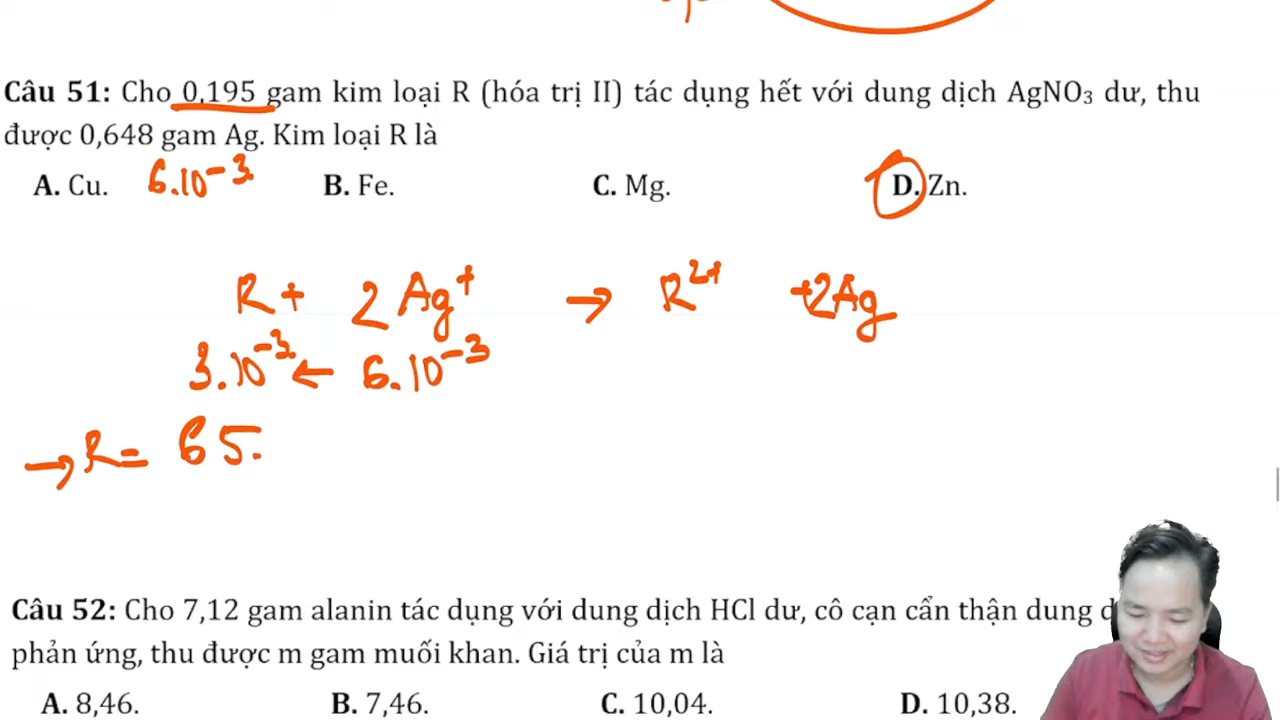 Câu 51: Cho 0,195 gam kim loại R (hóa trị II) tác dụng hết với dung dịch AgNO₃ dư, thu
được 0,648 gam Ag. Kim loại R là
A. Cu. 6.10⁻³ B. Fe. C. Mg. D. Zn.
R + 2Ag⁺ → R²⁺ + 2Ag
3.10⁻³ ← 6.10⁻³
→ R = 65.
Câu 52: Cho 7,12 gam alanin tác dụng với dung dịch HCl dư, cô cạn cẩn thận dung
phản ứng, thu được m gam muối khan. Giá trị của m là
A. 8,46. B. 7,46. C. 10,04. D. 10,38.